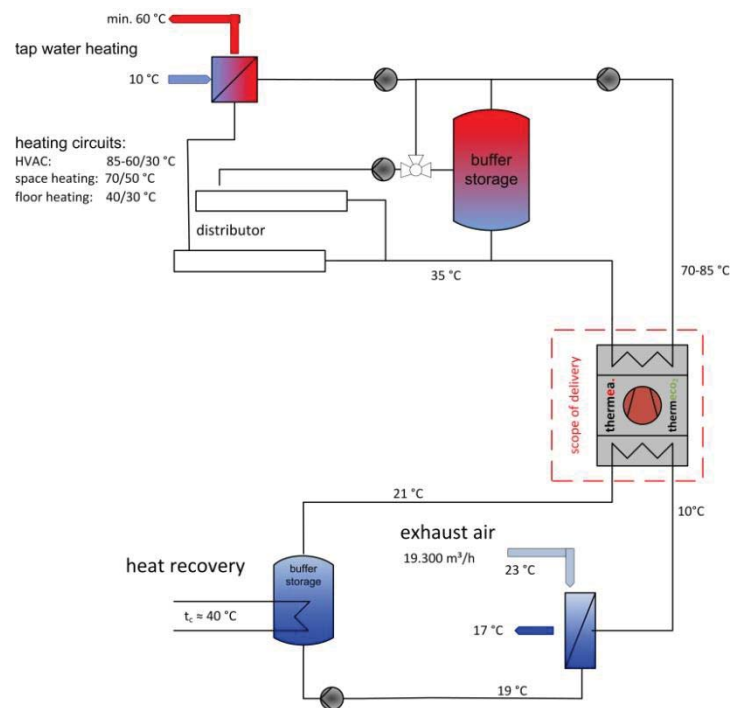 min. 60 °C
tap water heating
10 °C
heating circuits:
HVAC: 85-60/30 °C
space heating: 70/50 °C
floor heating: 40/30 °C
buffer
storage
distributor
35 °C
70-85 °C
scope of delivery
thermea.
thermeco₂
21 °C
10°C
exhaust air
19.300 m³/h
23 °C
heat recovery
buffer
storage
t꜀ ≈ 40 °C
17 °C
19 °C